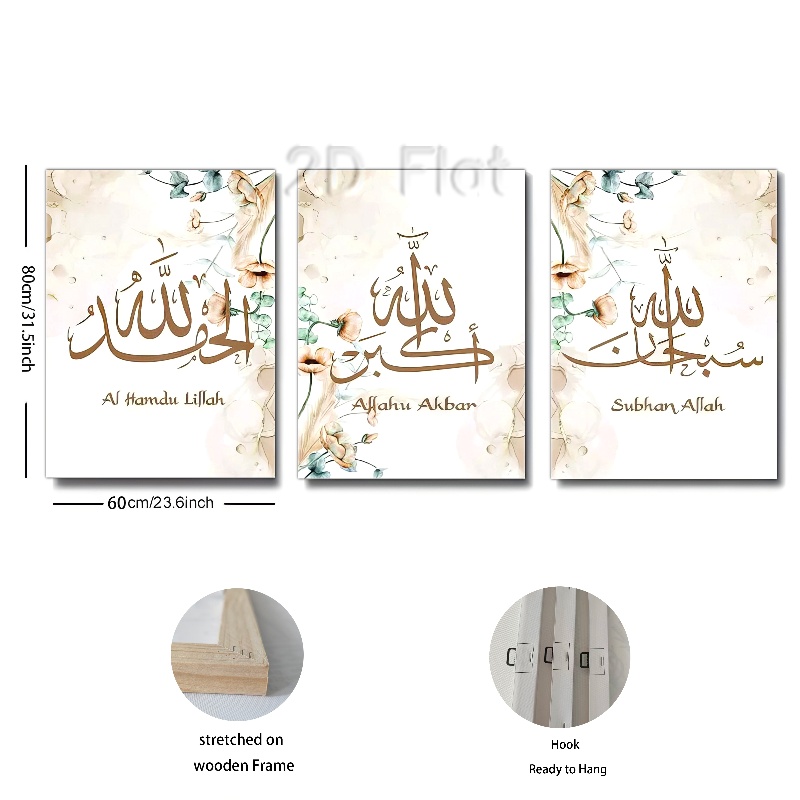 2D Flat
80cm/31.5inch
الحمد لله
Al Hamdu Lillah
الله أكبر
Allahu Akbar
سبحان الله
Subhan Allah
60cm/23.6inch
stretched on
wooden Frame
Hook
Ready to Hang